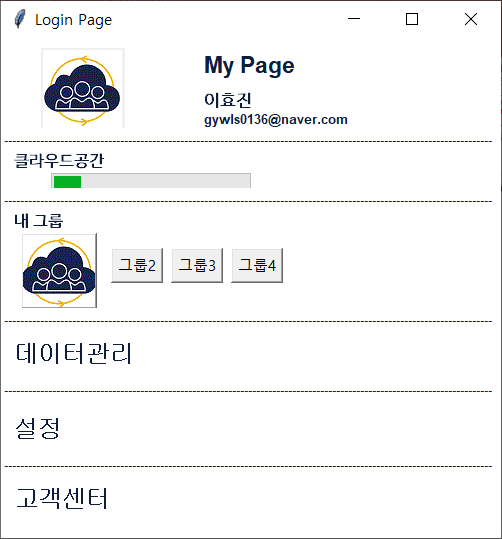 Login Page
My Page
이효진
gywls0136@naver.com
클라우드공간
내 그룹
그룹2 그룹3 그룹4
데이터관리
설정
고객센터